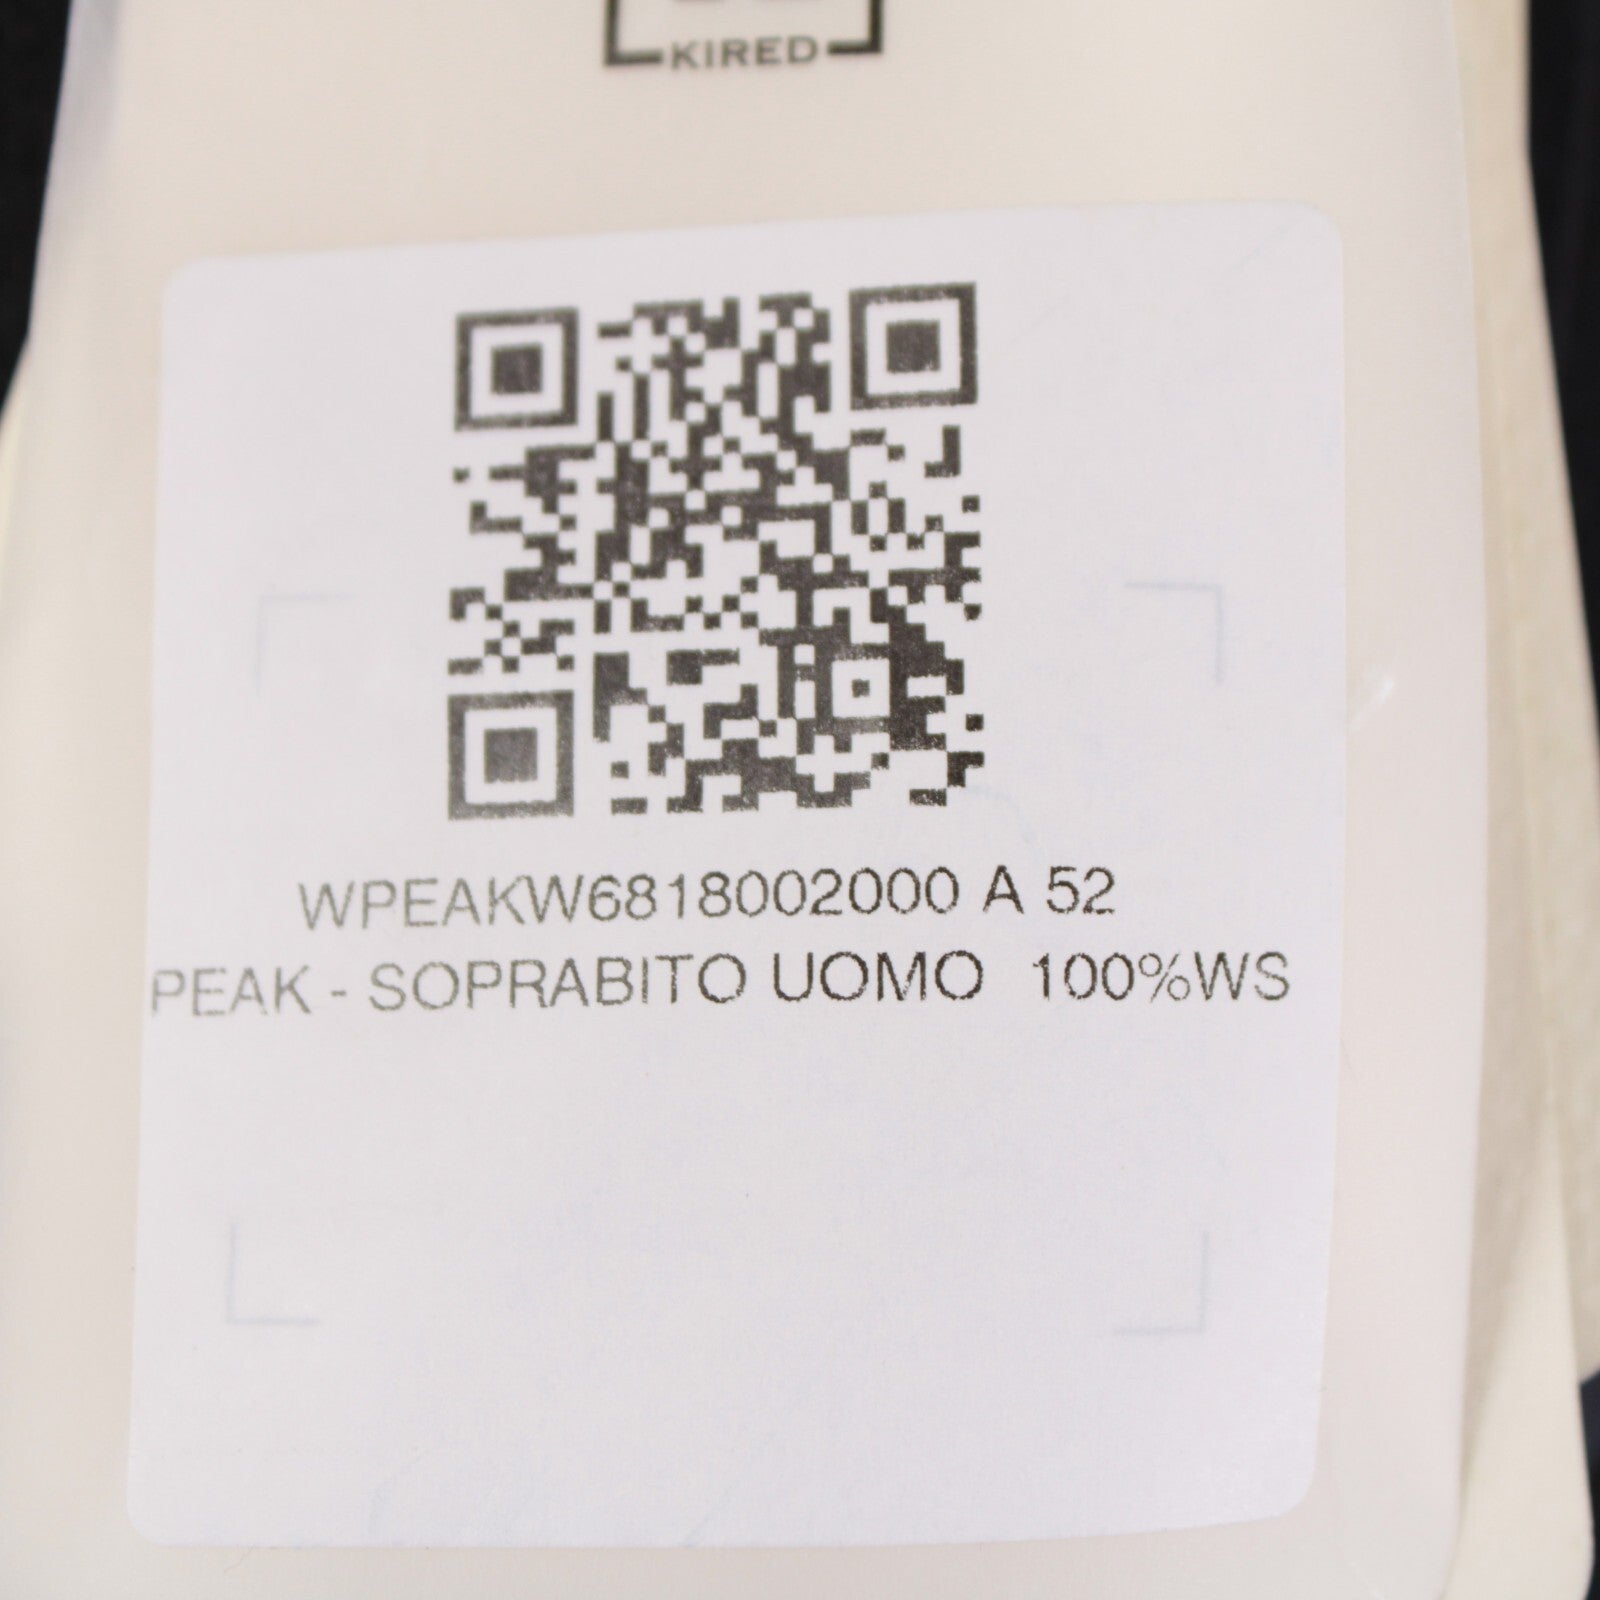 KIRED
WPEAKW6818002000 A 52
PEAK - SOPRABITO UOMO 100%WS